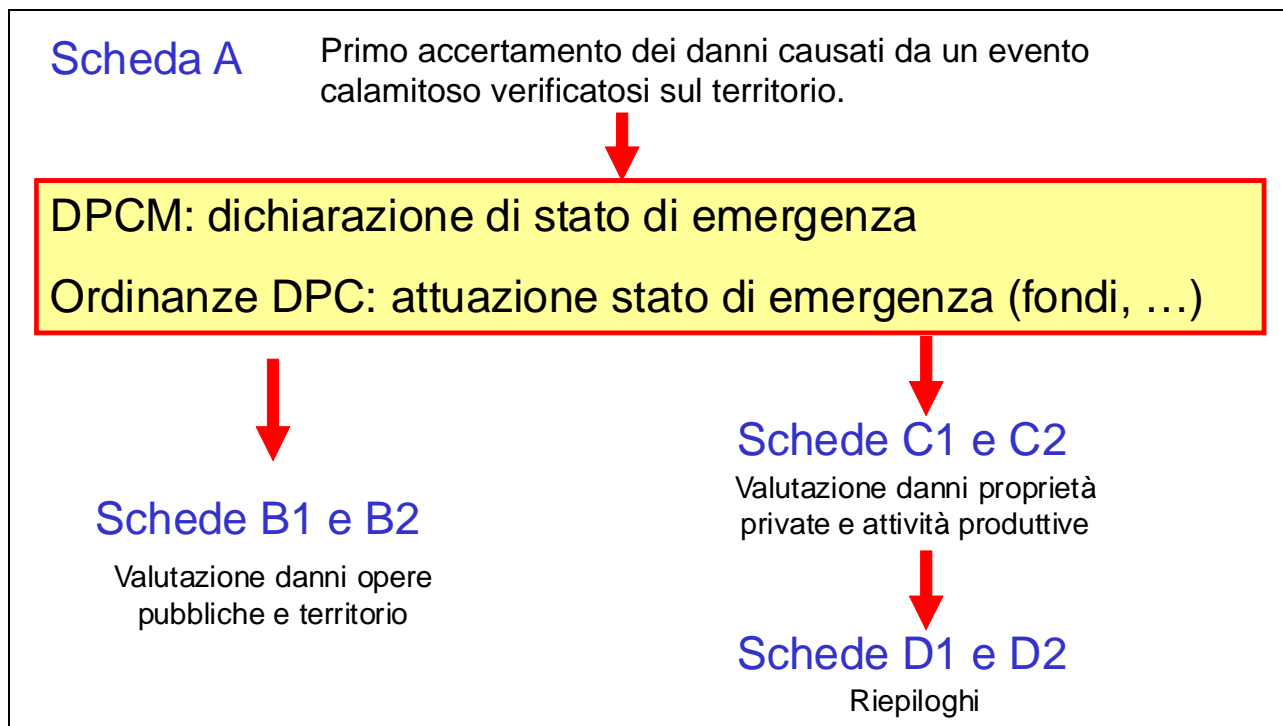 Scheda A
Primo accertamento dei danni causati da un evento
calamitoso verificatosi sul territorio.
DPCM: dichiarazione di stato di emergenza
Ordinanze DPC: attuazione stato di emergenza (fondi, …)
Schede B1 e B2
Valutazione danni opere
pubbliche e territorio
Schede C1 e C2
Valutazione danni proprietà
private e attività produttive
Schede D1 e D2
Riepiloghi